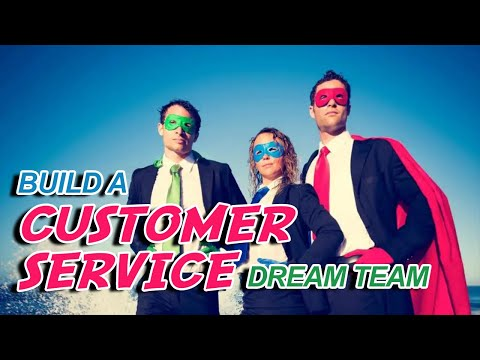 BUILD A
CUSTOMER
SERVICE DREAM TEAM